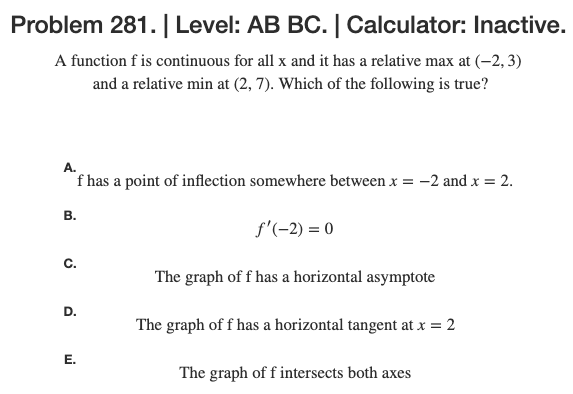 Problem 281. | Level: AB BC. | Calculator: Inactive.
A function f is continuous for all x and it has a relative max at (−2, 3)
and a relative min at (2, 7). Which of the following is true?
A.
f has a point of inflection somewhere between x = −2 and x = 2.
B.
f′(−2) = 0
C.
The graph of f has a horizontal asymptote
D.
The graph of f has a horizontal tangent at x = 2
E.
The graph of f intersects both axes